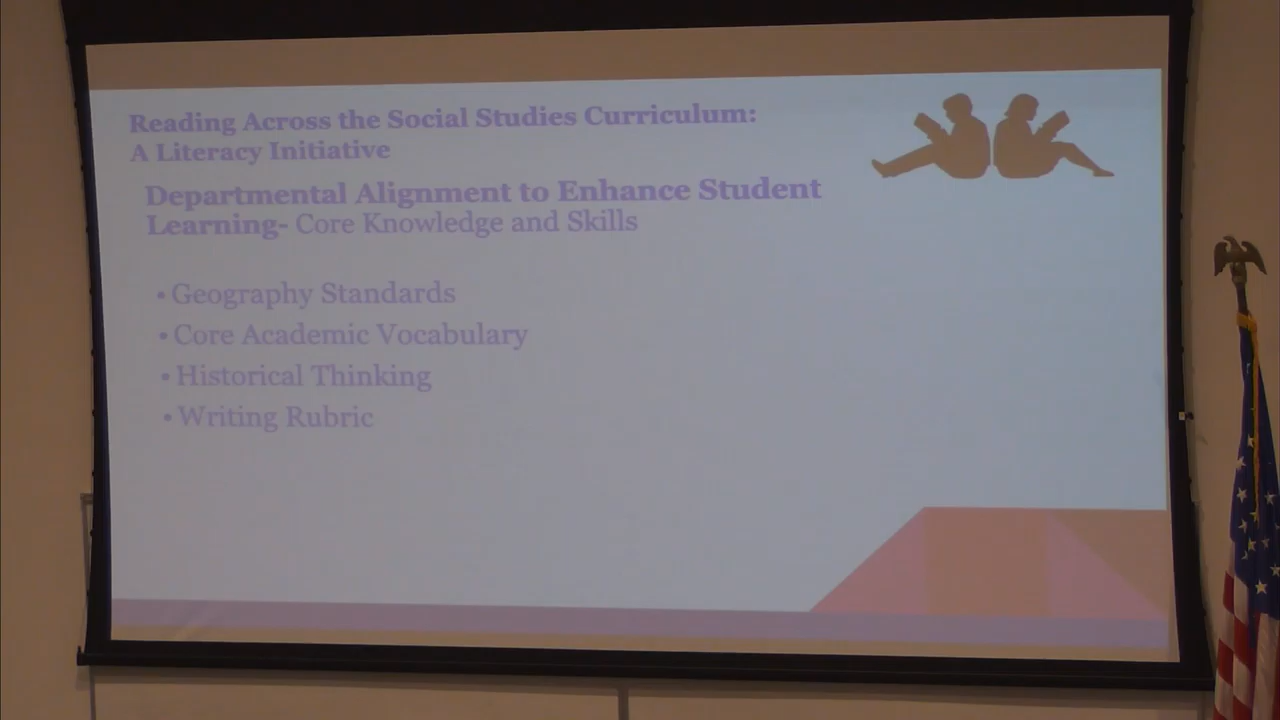 Reading Across the Social Studies Curriculum:
A Literacy Initiative
Departmental Alignment to Enhance Student
Learning- Core Knowledge and Skills
• Geography Standards
• Core Academic Vocabulary
• Historical Thinking
• Writing Rubric